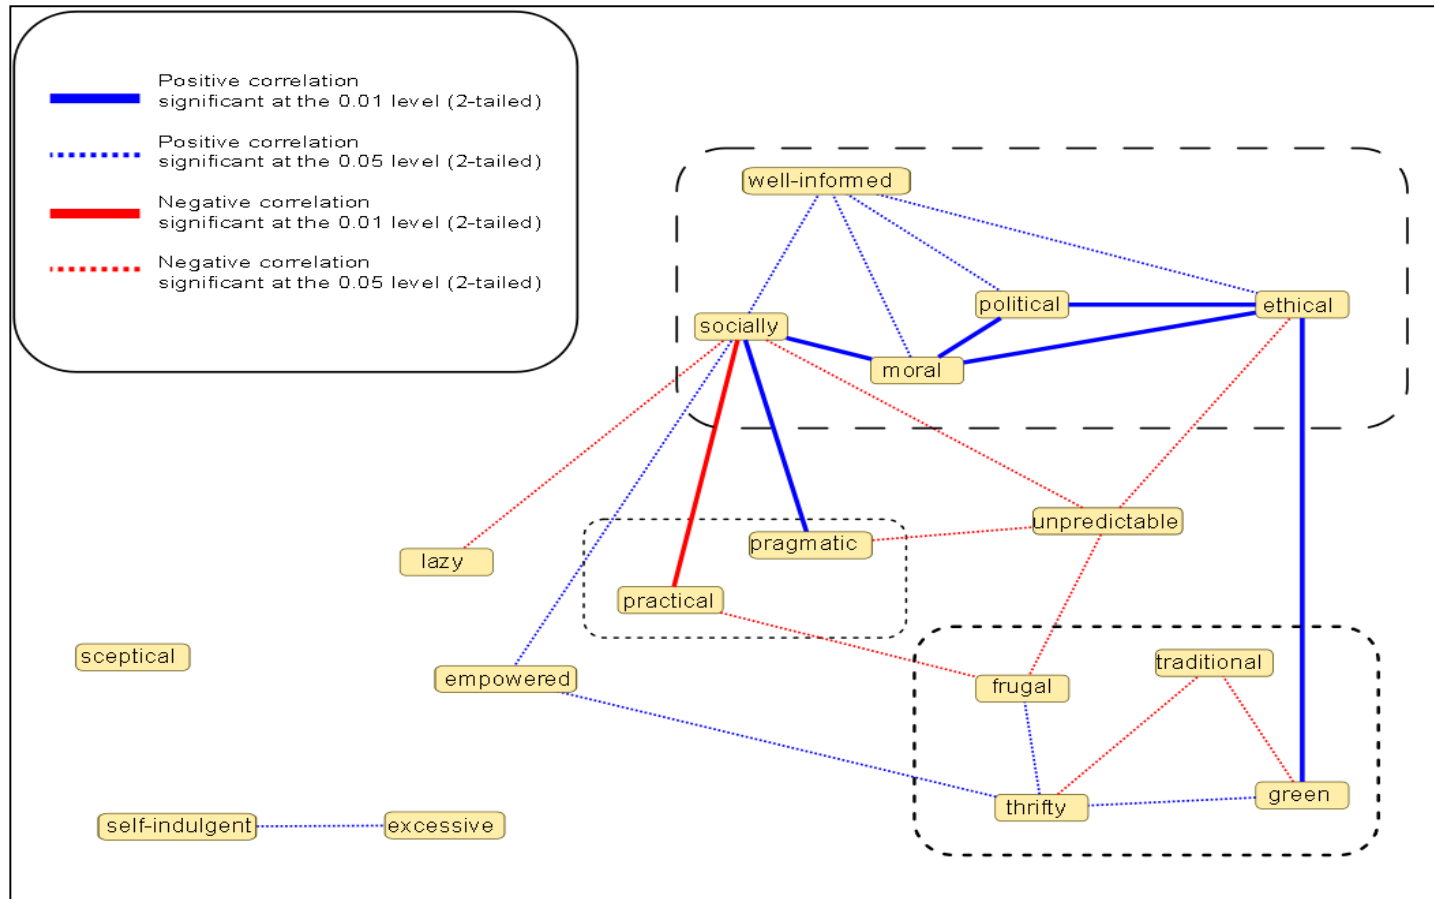 Positive correlation
significant at the 0.01 level (2-tailed)
Positive correlation
significant at the 0.05 level (2-tailed)
Negative correlation
significant at the 0.01 level (2-tailed)
Negative correlation
significant at the 0.05 level (2-tailed)
well-informed
political
ethical
socially
moral
unpredictable
pragmatic
lazy
practical
sceptical
empowered
traditional
frugal
green
thrifty
self-indulgent
excessive